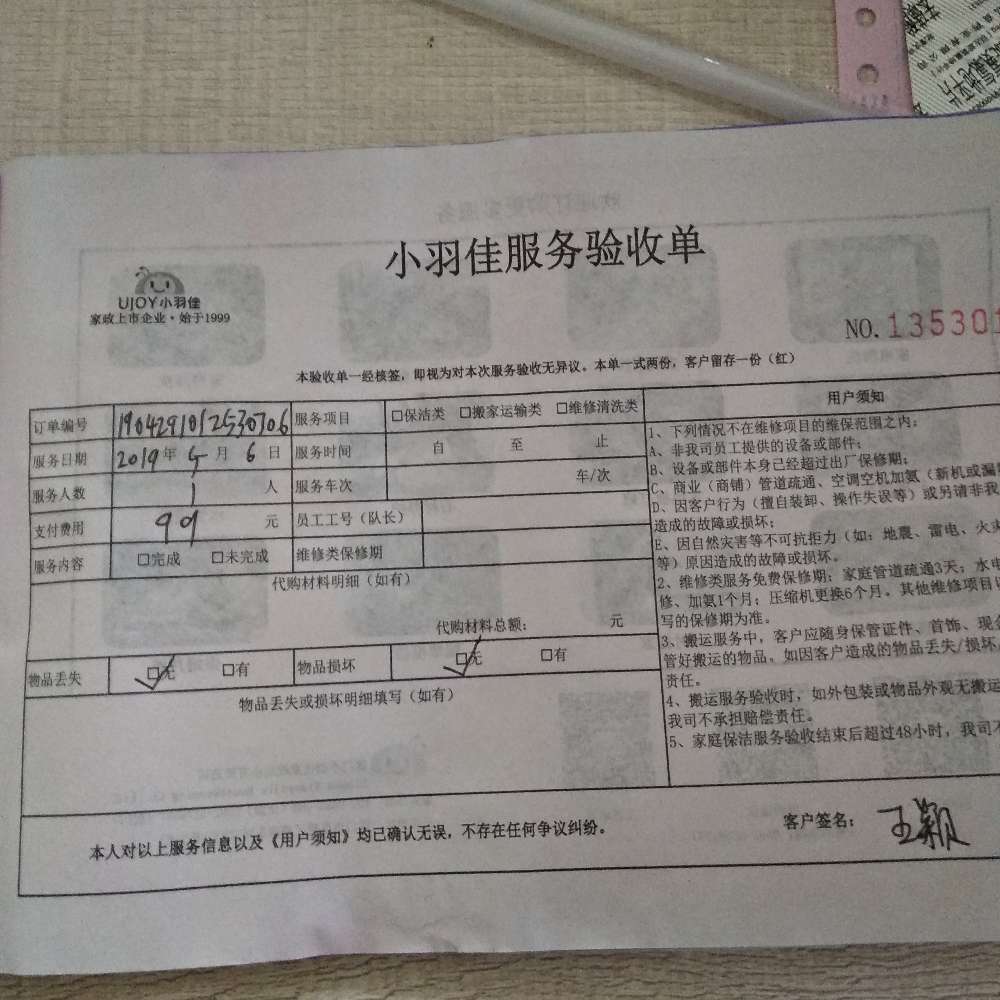 小羽佳服务验收单
UJOY小羽佳
家政上市企业·始于1999
NO.135301
本验收单一经核签，即视为对本次服务验收无异议。本单一式两份，客户留存一份（红）
订单编号 1904291012530706 服务项目 □保洁类 □搬家运输类 □维修清洗类
服务日期 2019年5月6日 服务时间 自 至 止
服务人数 1 人 服务车次 车/次
支付费用 99 元 员工工号（队长）
服务内容 □完成 □未完成 维修类保修期
代购材料明细（如有）
代购材料总额： 元
物品丢失 □无 □有 物品损坏 □无 □有
物品丢失或损坏明细填写（如有）
用户须知
1、下列情况不在维修项目的维保范围之内：
A、非我司员工提供的设备或部件；
B、设备或部件本身已经超过出厂保修期；
C、商业（商铺）管道疏通、空调空机加氨（新机或漏
D、因客户行为（擅自装卸、操作失误等）或另请非我
造成的故障或损坏；
E、因自然灾害等不可抗拒力（如：地震、雷电、火
等）原因造成的故障或损坏。
2、维修类服务免费保修期：家庭管道疏通3天；水电
修、加氨1个月；压缩机更换6个月。其他维修项目
写的保修期为准。
3、搬运服务中，客户应随身保管证件、首饰、现金
管好搬运的物品，如因客户造成的物品丢失/损坏
责任。
4、搬运服务验收时，如外包装或物品外观无搬运
我司不承担赔偿责任。
5、家庭保洁服务验收结束后超过48小时，我司不
本人对以上服务信息以及《用户须知》均已确认无误，不存在任何争议纠纷。
客户签名： 王颖